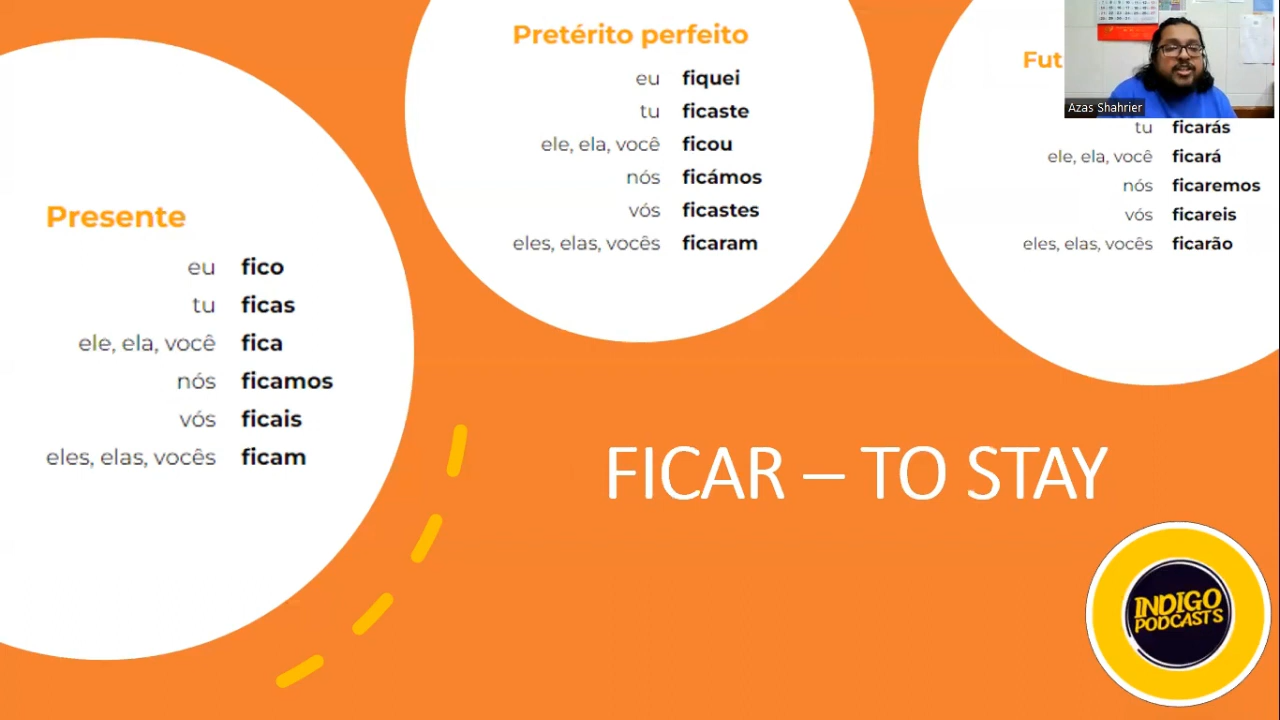 Presente
eu fico
tu ficas
ele, ela, você fica
nós ficamos
vós ficais
eles, elas, vocês ficam
Pretérito perfeito
eu fiquei
tu ficaste
ele, ela, você ficou
nós ficámos
vós ficastes
eles, elas, vocês ficaram
Fut
tu ficarás
ele, ela, você ficará
nós ficaremos
vós ficareis
eles, elas, vocês ficarão
Azas Shahrier
FICAR – TO STAY
INDIGO
PODCASTS